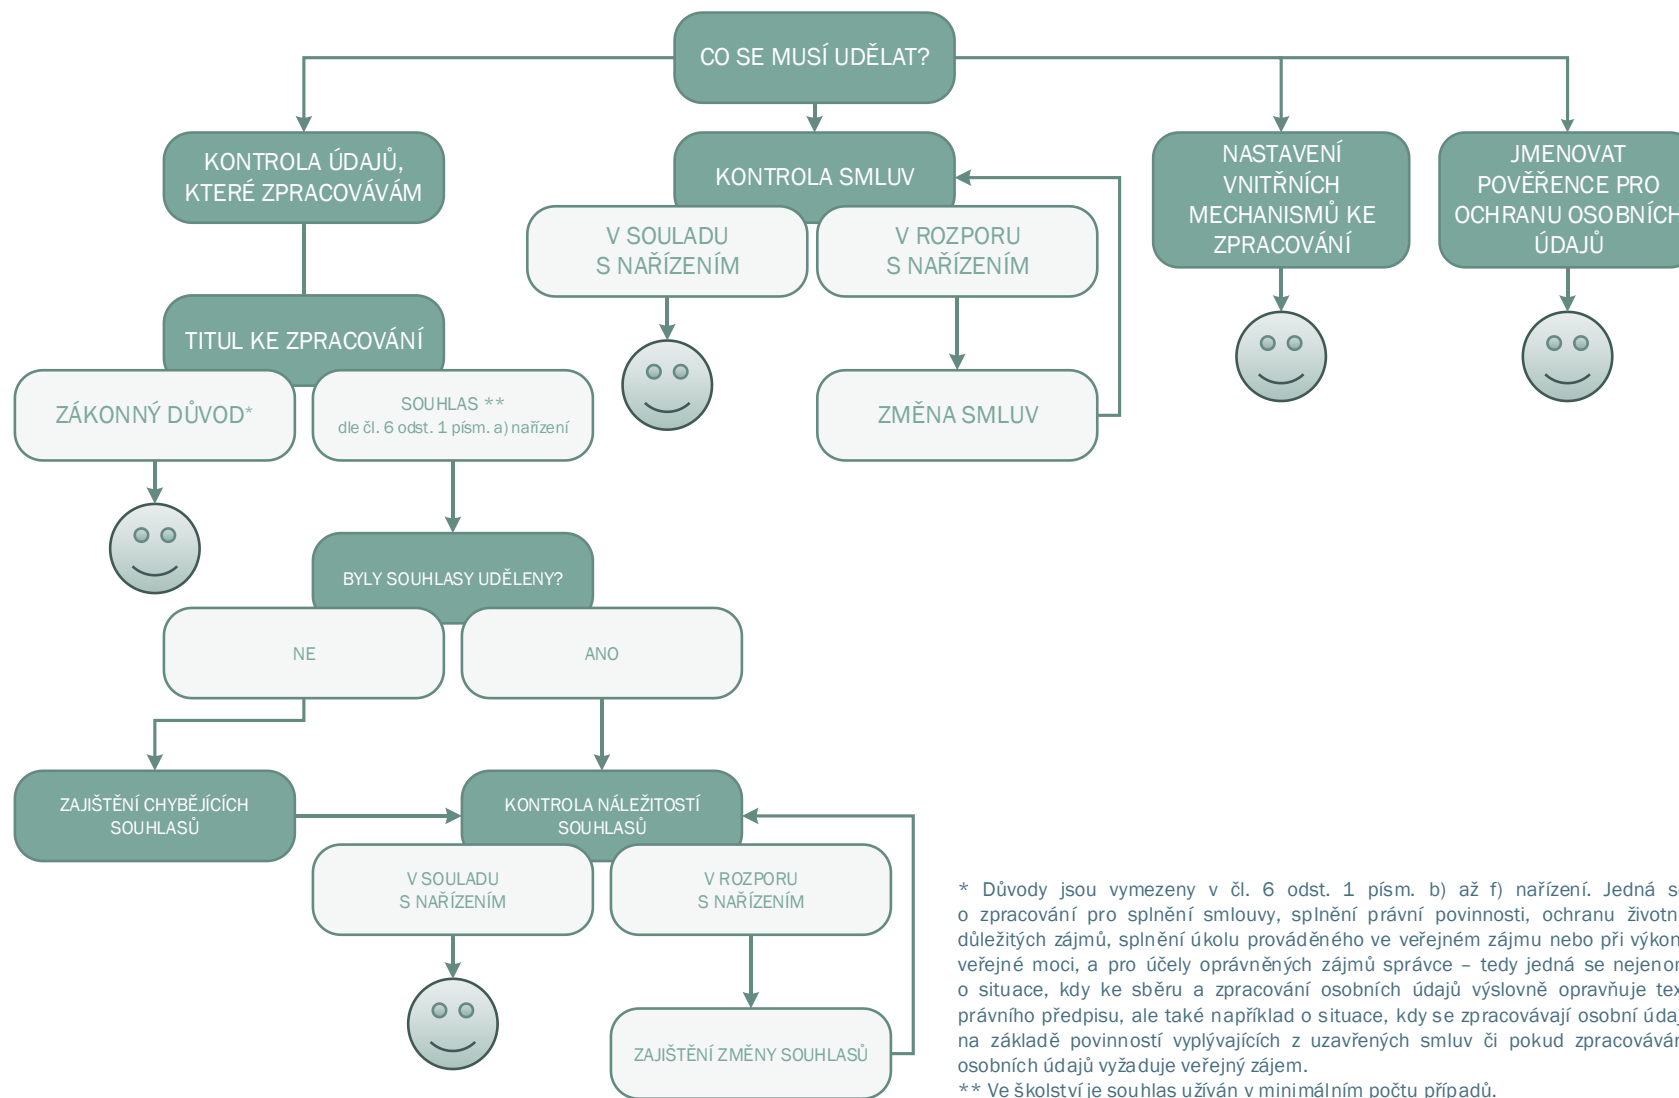 CO SE MUSÍ UDĚLAT?
KONTROLA ÚDAJŮ,
KTERÉ ZPRACOVÁVÁM
KONTROLA SMLUV
NASTAVENÍ
VNITŘNÍCH
MECHANISMŮ KE
ZPRACOVÁNÍ
JMENOVAT
POVĚŘENCE PRO
OCHRANU OSOBNÍCH
ÚDAJŮ
V SOULADU
S NAŘÍZENÍM
V ROZPORU
S NAŘÍZENÍM
TITUL KE ZPRACOVÁNÍ
ZÁKONNÝ DŮVOD*
SOUHLAS **
dle čl. 6 odst. 1 písm. a) nařízení
ZMĚNA SMLUV
BYLY SOUHLASY UDĚLENY?
NE
ANO
ZAJIŠTĚNÍ CHYBĚJÍCÍCH
SOUHLASŮ
KONTROLA NÁLEŽITOSTÍ
SOUHLASŮ
V SOULADU
S NAŘÍZENÍM
V ROZPORU
S NAŘÍZENÍM
ZAJIŠTĚNÍ ZMĚNY SOUHLASŮ
* Důvody jsou vymezeny v čl. 6 odst. 1 písm. b) až f) nařízení. Jedná
o zpracování pro splnění smlouvy, splnění právní povinnosti, ochranu
důležitých zájmů, splnění úkolu prováděného ve veřejném zájmu nebo při
veřejné moci, a pro účely oprávněných zájmů správce – tedy jedná se
o situace, kdy ke sběru a zpracování osobních údajů výslovně opravňuje
právního předpisu, ale také například o situace, kdy se zpracovávají osobní
na základě povinností vyplývajících z uzavřených smluv či pokud
osobních údajů vyžaduje veřejný zájem.
** Ve školství je souhlas užíván v minimálním počtu případů.